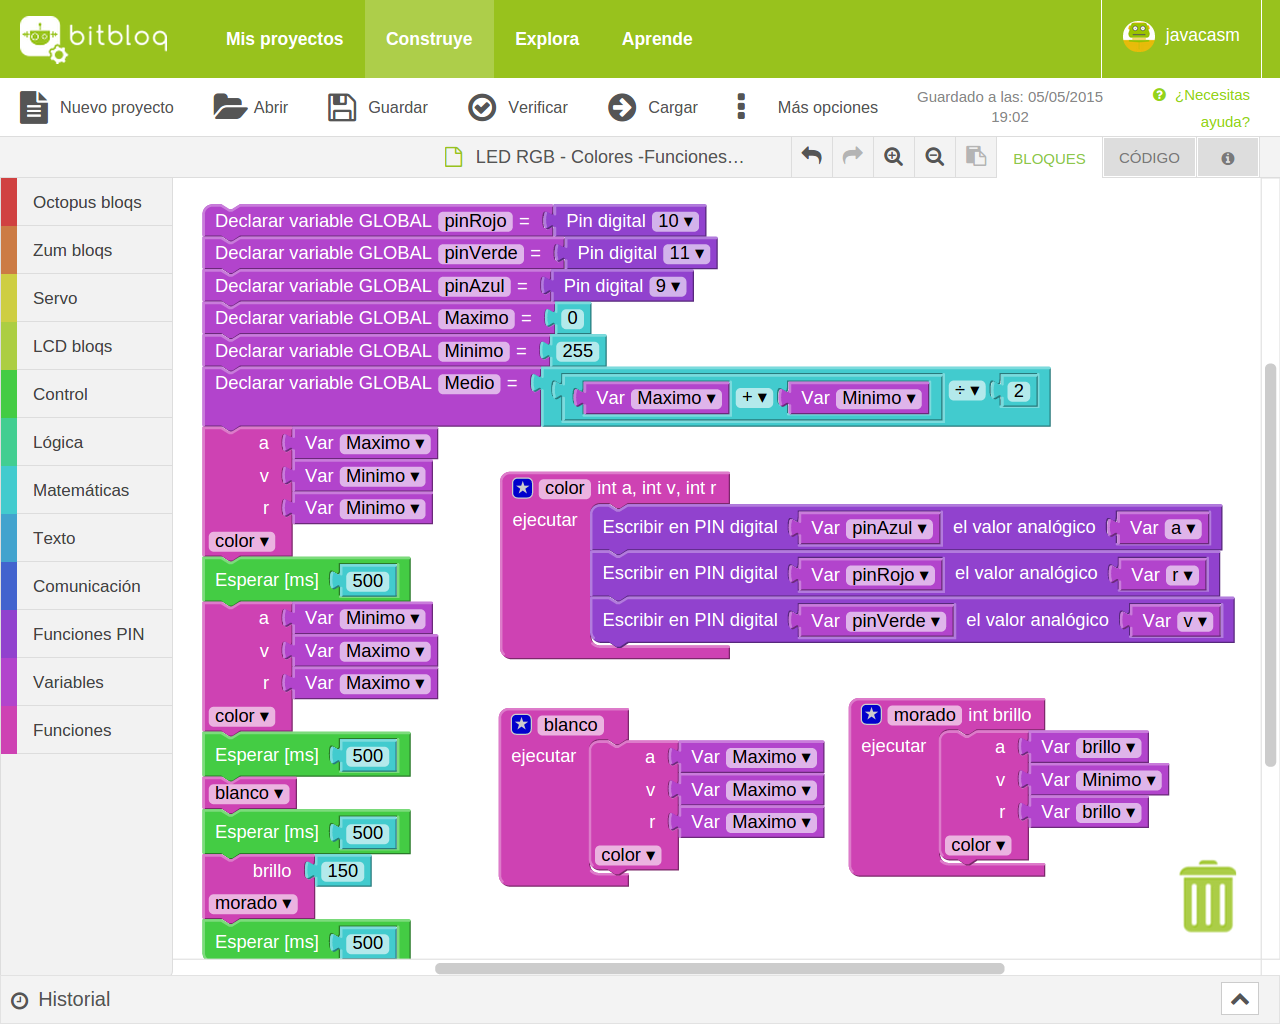 bitbloq
Mis proyectos Construye Explora Aprende
javacasm
Nuevo proyecto Abrir Guardar Verificar Cargar Más opciones
Guardado a las: 05/05/2015
19:02
¿Necesitas
ayuda?
LED RGB - Colores -Funciones…
BLOQUES CÓDIGO
Octopus bloqs
Zum bloqs
Servo
LCD bloqs
Control
Lógica
Matemáticas
Texto
Comunicación
Funciones PIN
Variables
Funciones
Declarar variable GLOBAL pinRojo = Pin digital 10 ▾
Declarar variable GLOBAL pinVerde = Pin digital 11 ▾
Declarar variable GLOBAL pinAzul = Pin digital 9 ▾
Declarar variable GLOBAL Maximo = 0
Declarar variable GLOBAL Minimo = 255
Declarar variable GLOBAL Medio = Var Maximo ▾ + ▾ Var Minimo ▾ ÷ ▾ 2
a Var Maximo ▾
v Var Minimo ▾
r Var Minimo ▾
color ▾
Esperar [ms] 500
a Var Minimo ▾
v Var Maximo ▾
r Var Maximo ▾
color ▾
Esperar [ms] 500
blanco ▾
Esperar [ms] 500
brillo 150
morado ▾
Esperar [ms] 500
color int a, int v, int r
ejecutar Escribir en PIN digital Var pinAzul ▾ el valor analógico Var a ▾
Escribir en PIN digital Var pinRojo ▾ el valor analógico Var r ▾
Escribir en PIN digital Var pinVerde ▾ el valor analógico Var v ▾
blanco
ejecutar a Var Maximo ▾
v Var Maximo ▾
r Var Maximo ▾
color ▾
morado int brillo
ejecutar a Var brillo ▾
v Var Minimo ▾
r Var brillo ▾
color ▾
Historial